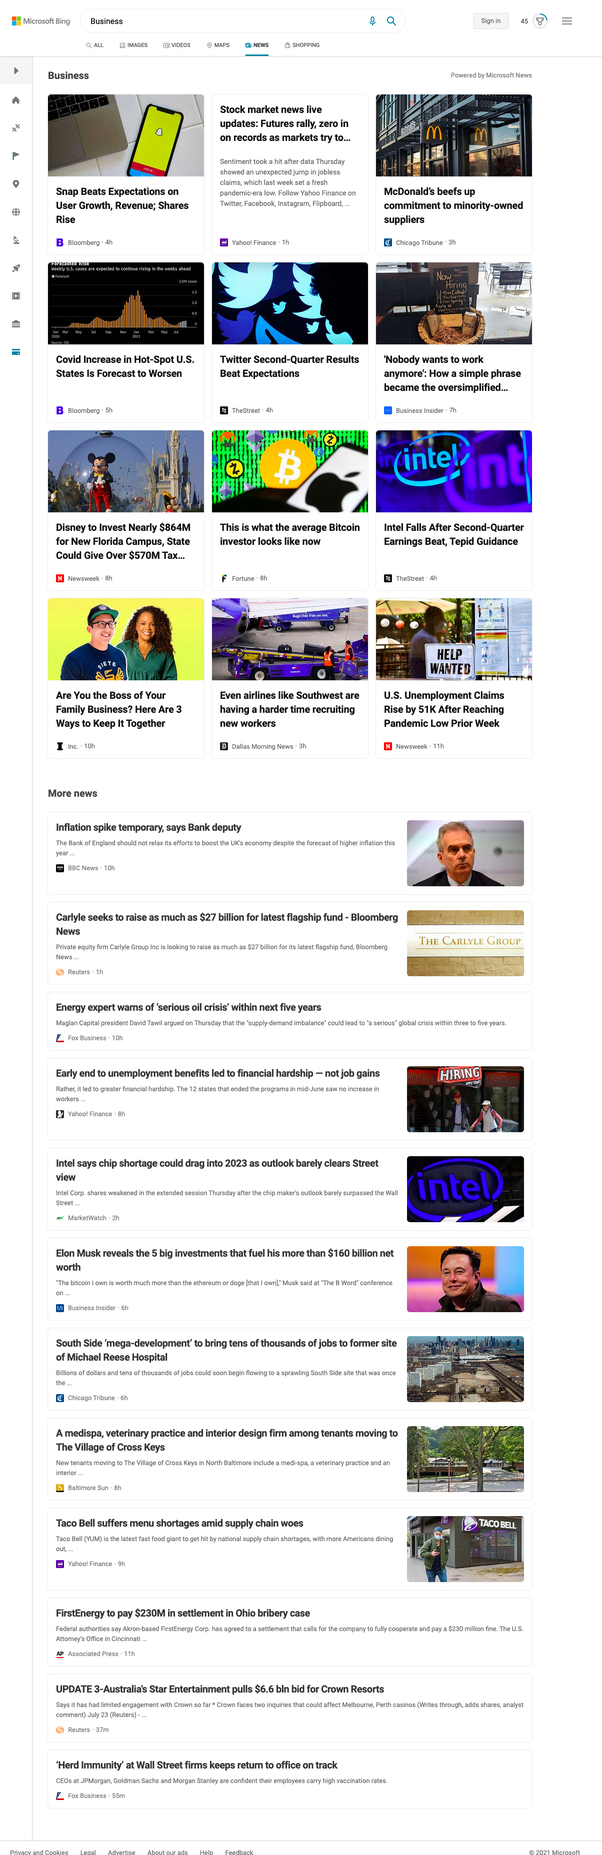 Microsoft Bing
Business
Sign in
45
ALL
IMAGES
VIDEOS
MAPS
NEWS
SHOPPING
Business
Powered by Microsoft News
Snap Beats Expectations on
User Growth, Revenue; Shares
Rise
Bloomberg · 4h
Stock market news live
updates: Futures rally, zero in
on records as markets try to...
Sentiment took a hit after data Thursday
showed an unexpected jump in jobless
claims, which last week set a fresh
pandemic-era low. Follow Yahoo Finance on
Twitter, Facebook, Instagram, Flipboard, ...
Yahoo! Finance · 1h
McDonald's beefs up
commitment to minority-owned
suppliers
Chicago Tribune · 3h
Forecasted Rise
Weekly U.S. cases are expected to continue rising in the weeks ahead
Covid Increase in Hot-Spot U.S.
States Is Forecast to Worsen
Bloomberg · 5h
Twitter Second-Quarter Results
Beat Expectations
TheStreet · 4h
Now
Hiring
'Nobody wants to work
anymore': How a simple phrase
became the oversimplified...
Business Insider · 7h
Disney to Invest Nearly $864M
for New Florida Campus, State
Could Give Over $570M Tax...
Newsweek · 8h
This is what the average Bitcoin
investor looks like now
Fortune · 8h
intel
int
Intel Falls After Second-Quarter
Earnings Beat, Tepid Guidance
TheStreet · 4h
Are You the Boss of Your
Family Business? Here Are 3
Ways to Keep It Together
Inc. · 10h
Even airlines like Southwest are
having a harder time recruiting
new workers
Dallas Morning News · 3h
HELP
WANTED
U.S. Unemployment Claims
Rise by 51K After Reaching
Pandemic Low Prior Week
Newsweek · 11h
More news
Inflation spike temporary, says Bank deputy
The Bank of England should not relax its efforts to boost the UK's economy despite the forecast of higher inflation this
year ...
BBC News · 10h
Carlyle seeks to raise as much as $27 billion for latest flagship fund - Bloomberg
News
Private equity firm Carlyle Group Inc is looking to raise as much as $27 billion for its latest flagship fund, Bloomberg
News ...
Reuters · 1h
THE CARLYLE GROUP
Energy expert warns of 'serious oil crisis' within next five years
Maglan Capital president David Tawil argued on Thursday that the "supply-demand imbalance" could lead to "a serious" global crisis within three to five years.
Fox Business · 10h
Early end to unemployment benefits led to financial hardship — not job gains
Rather, it led to greater financial hardship. The 12 states that ended the programs in mid-June saw no increase in
workers ...
Yahoo! Finance · 8h
HIRING
Intel says chip shortage could drag into 2023 as outlook barely clears Street
view
Intel Corp. shares weakened in the extended session Thursday after the chip maker's outlook barely surpassed the Wall
Street ...
MarketWatch · 2h
intel
Elon Musk reveals the 5 big investments that fuel his more than $160 billion net
worth
"The bitcoin I own is worth much more than the ethereum or doge [that I own]," Musk said at "The B Word" conference
on ...
Business Insider · 6h
South Side 'mega-development' to bring tens of thousands of jobs to former site
of Michael Reese Hospital
Billions of dollars and tens of thousands of jobs could soon begin flowing to a sprawling South Side site that was once
the ...
Chicago Tribune · 6h
A medispa, veterinary practice and interior design firm among tenants moving to
The Village of Cross Keys
New tenants moving to The Village of Cross Keys in North Baltimore include a medi-spa, a veterinary practice and an
interior ...
Baltimore Sun · 8h
Taco Bell suffers menu shortages amid supply chain woes
Taco Bell (YUM) is the latest fast food giant to get hit by national supply chain shortages, with more Americans dining
out, ...
Yahoo! Finance · 9h
TACO BELL
FirstEnergy to pay $230M in settlement in Ohio bribery case
Federal authorities say Akron-based FirstEnergy Corp. has agreed to a settlement that calls for the company to fully cooperate and pay a $230 million fine. The U.S.
Attorney's Office in Cincinnati ...
Associated Press · 11h
UPDATE 3-Australia's Star Entertainment pulls $6.6 bln bid for Crown Resorts
Says it has had limited engagement with Crown so far * Crown faces two inquiries that could affect Melbourne, Perth casinos (Writes through, adds shares, analyst
comment) July 23 (Reuters) - ...
Reuters · 37m
'Herd Immunity' at Wall Street firms keeps return to office on track
CEOs at JPMorgan, Goldman Sachs and Morgan Stanley are confident their employees carry high vaccination rates.
Fox Business · 55m
Privacy and Cookies
Legal
Advertise
About our ads
Help
Feedback
© 2021 Microsoft